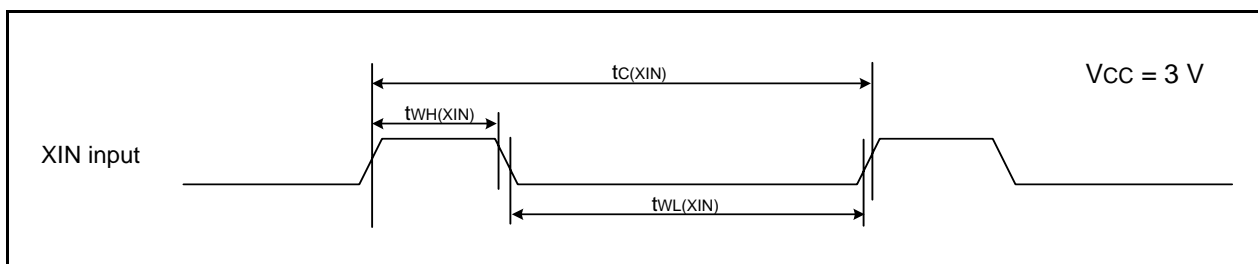 tC(XIN)
VCC = 3 V
tWH(XIN)
XIN input
tWL(XIN)